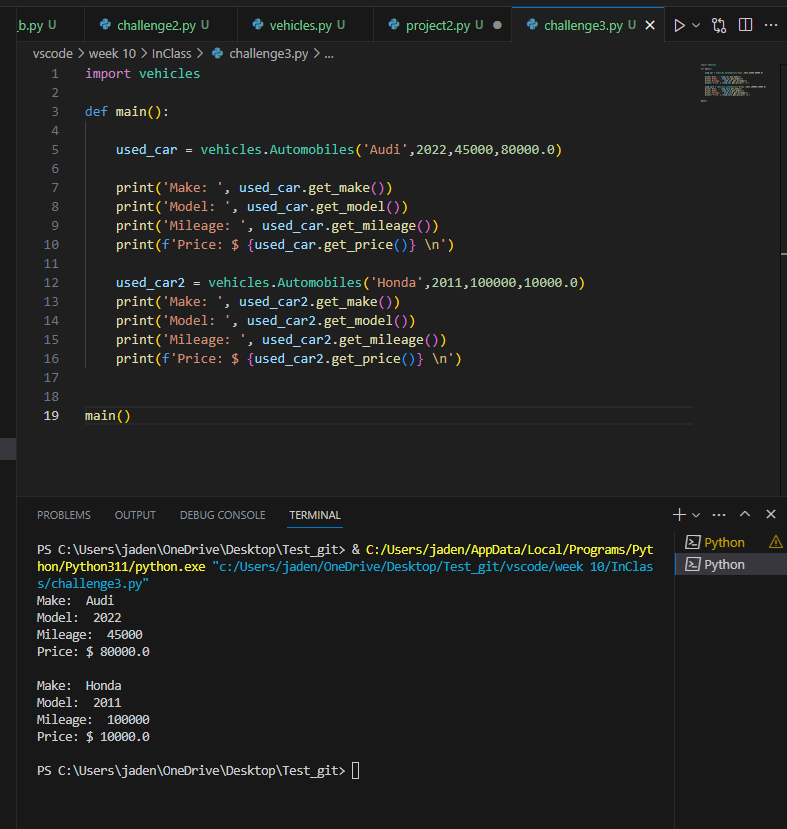 _b.py U challenge2.py U vehicles.py U project2.py U challenge3.py U
vscode > week 10 > InClass > challenge3.py > ...
1 import vehicles
2
3 def main():
4
5 used_car = vehicles.Automobiles('Audi',2022,45000,80000.0)
6
7 print('Make: ', used_car.get_make())
8 print('Model: ', used_car.get_model())
9 print('Mileage: ', used_car.get_mileage())
10 print(f'Price: $ {used_car.get_price()} \n')
11
12 used_car2 = vehicles.Automobiles('Honda',2011,100000,10000.0)
13 print('Make: ', used_car2.get_make())
14 print('Model: ', used_car2.get_model())
15 print('Mileage: ', used_car2.get_mileage())
16 print(f'Price: $ {used_car2.get_price()} \n')
17
18
19 main()
PROBLEMS OUTPUT DEBUG CONSOLE TERMINAL
PS C:\Users\jaden\OneDrive\Desktop\Test_git> & C:/Users/jaden/AppData/Local/Programs/Pyt
hon/Python311/python.exe "c:/Users/jaden/OneDrive/Desktop/Test_git/vscode/week 10/InClas
s/challenge3.py"
Make:  Audi
Model:  2022
Mileage:  45000
Price: $ 80000.0

Make:  Honda
Model:  2011
Mileage:  100000
Price: $ 10000.0

PS C:\Users\jaden\OneDrive\Desktop\Test_git>
Python
Python